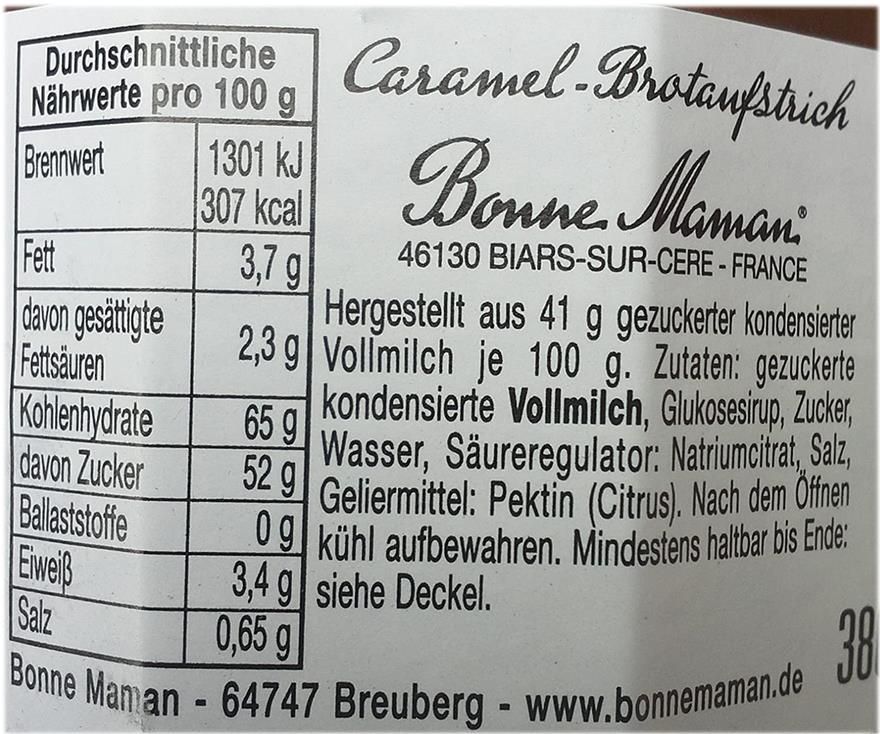 Durchschnittliche
Nährwerte pro 100 g
Brennwert 1301 kJ
307 kcal
Fett 3,7 g
davon gesättigte
Fettsäuren 2,3 g
Kohlenhydrate 65 g
davon Zucker 52 g
Ballaststoffe 0 g
Eiweiß 3,4 g
Salz 0,65 g
Caramel-Brotaufstrich
Bonne Maman®
46130 BIARS-SUR-CERE - FRANCE
Hergestellt aus 41 g gezuckerter kondensierter
Vollmilch je 100 g. Zutaten: gezuckerte
kondensierte Vollmilch, Glukosesirup, Zucker,
Wasser, Säureregulator: Natriumcitrat, Salz,
Geliermittel: Pektin (Citrus). Nach dem Öffnen
kühl aufbewahren. Mindestens haltbar bis Ende:
siehe Deckel.
Bonne Maman - 64747 Breuberg - www.bonnemaman.de